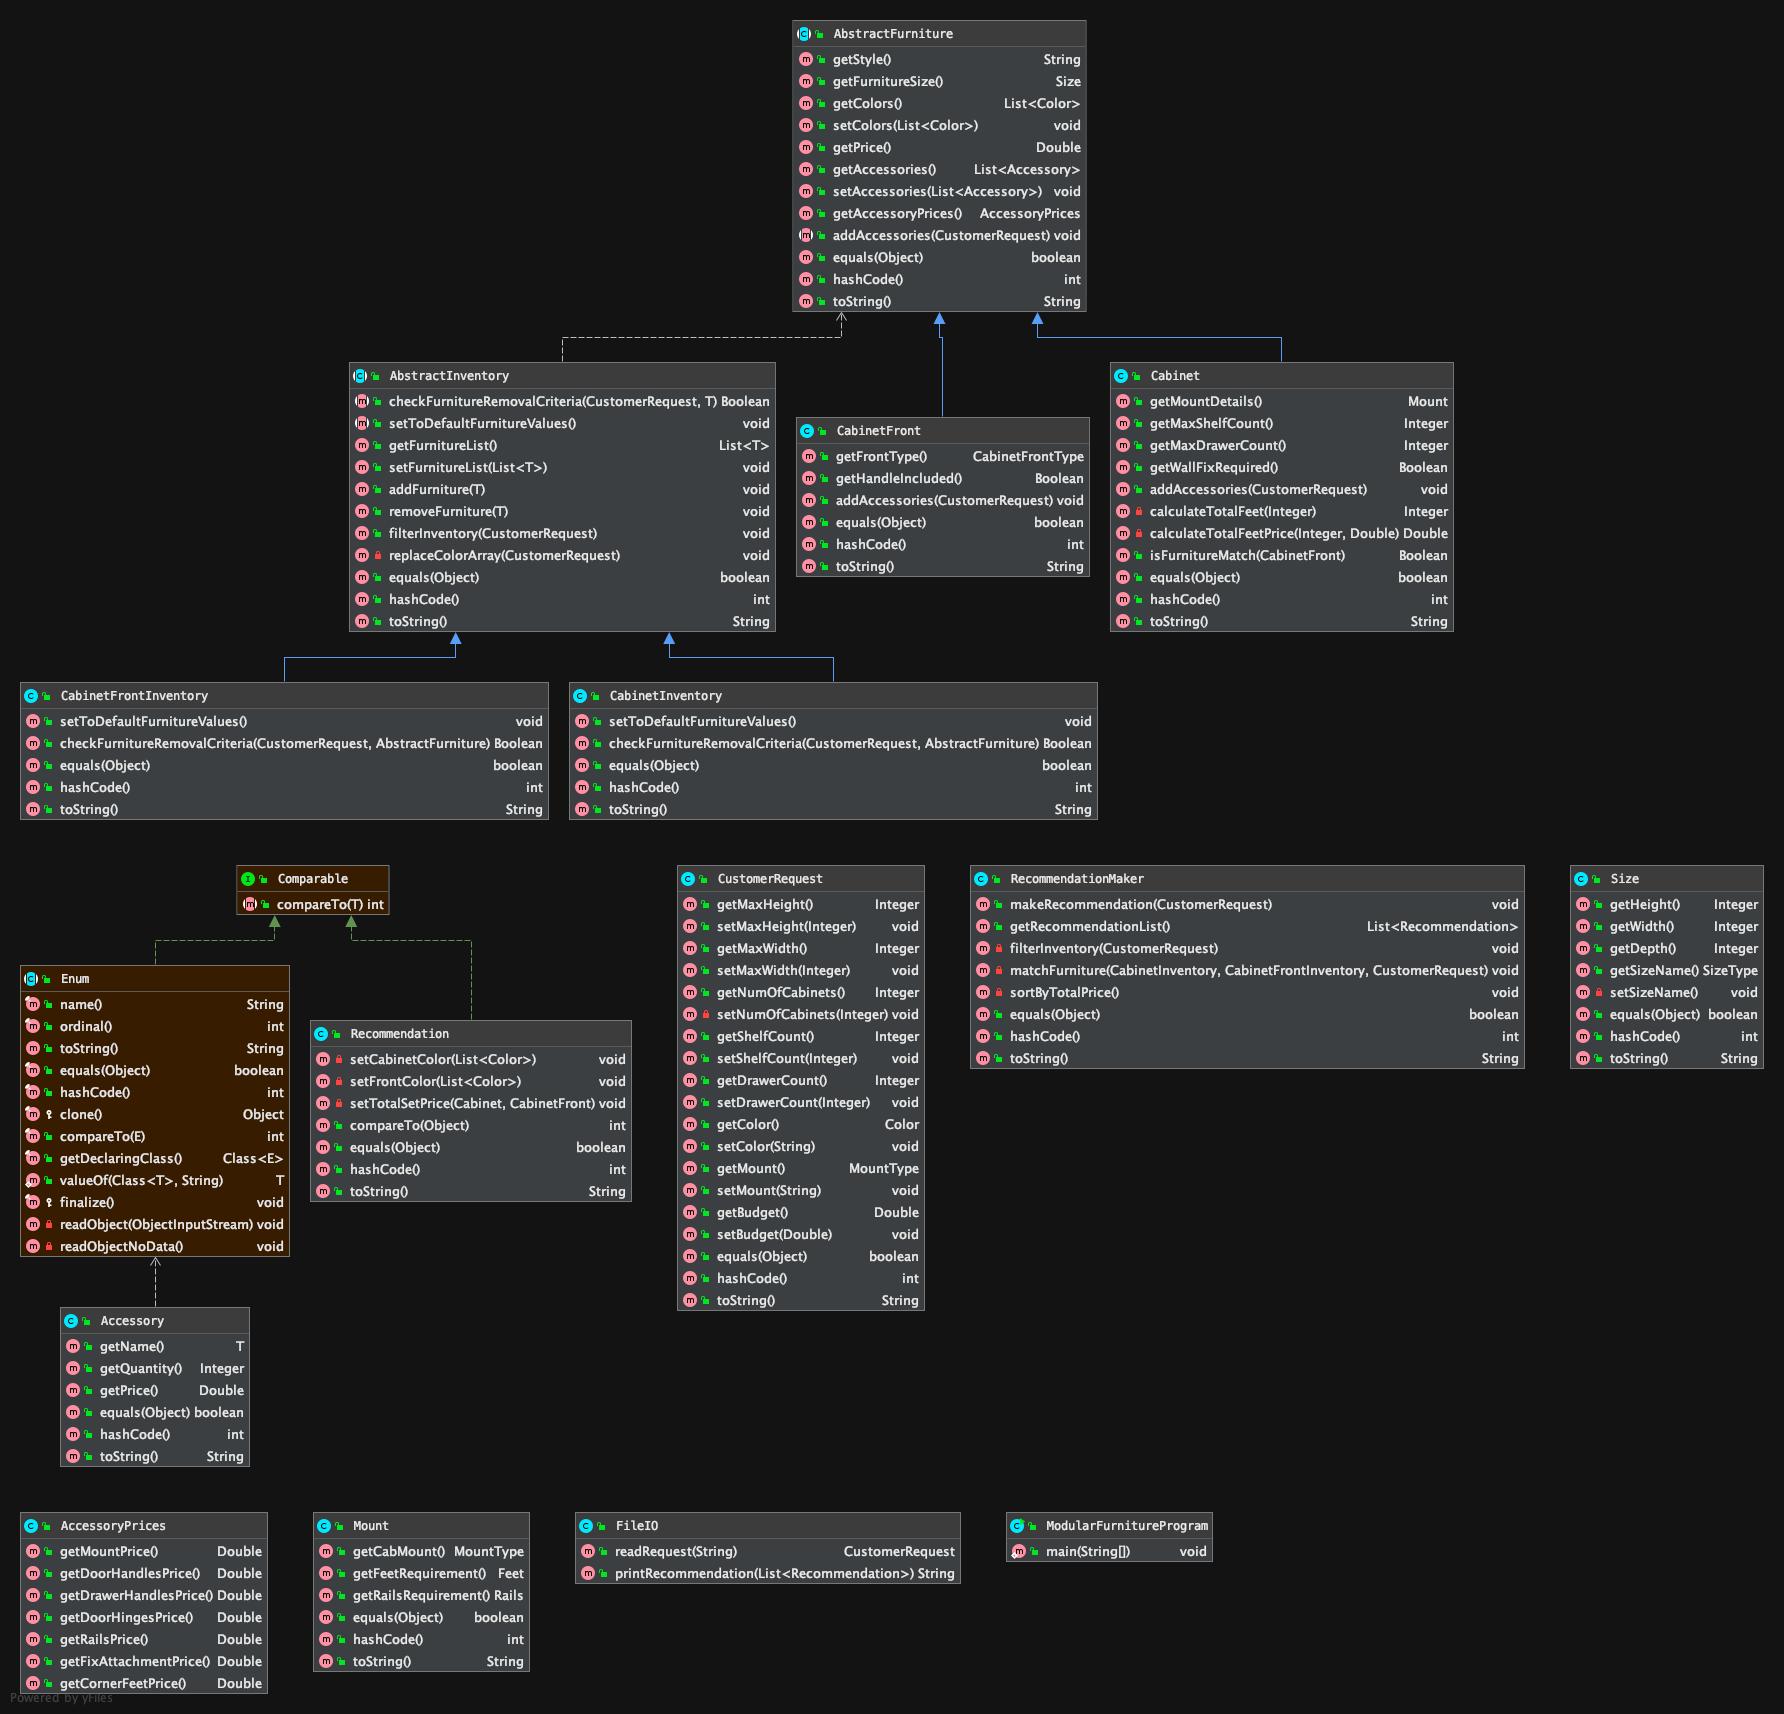 AbstractFurniture
getStyle() String
getFurnitureSize() Size
getColors() List<Color>
setColors(List<Color>) void
getPrice() Double
getAccessories() List<Accessory>
setAccessories(List<Accessory>) void
getAccessoryPrices() AccessoryPrices
addAccessories(CustomerRequest) void
equals(Object) boolean
hashCode() int
toString() String
AbstractInventory
checkFurnitureRemovalCriteria(CustomerRequest, T) Boolean
setToDefaultFurnitureValues() void
getFurnitureList() List<T>
setFurnitureList(List<T>) void
addFurniture(T) void
removeFurniture(T) void
filterInventory(CustomerRequest) void
replaceColorArray(CustomerRequest) void
equals(Object) boolean
hashCode() int
toString() String
CabinetFront
getFrontType() CabinetFrontType
getHandleIncluded() Boolean
addAccessories(CustomerRequest) void
equals(Object) boolean
hashCode() int
toString() String
Cabinet
getMountDetails() Mount
getMaxShelfCount() Integer
getMaxDrawerCount() Integer
getWallFixRequired() Boolean
addAccessories(CustomerRequest) void
calculateTotalFeet(Integer) Integer
calculateTotalFeetPrice(Integer, Double) Double
isFurnitureMatch(CabinetFront) Boolean
equals(Object) boolean
hashCode() int
toString() String
CabinetFrontInventory
setToDefaultFurnitureValues() void
checkFurnitureRemovalCriteria(CustomerRequest, AbstractFurniture) Boolean
equals(Object) boolean
hashCode() int
toString() String
CabinetInventory
setToDefaultFurnitureValues() void
checkFurnitureRemovalCriteria(CustomerRequest, AbstractFurniture) Boolean
equals(Object) boolean
hashCode() int
toString() String
Comparable
compareTo(T) int
Enum
name() String
ordinal() int
toString() String
equals(Object) boolean
hashCode() int
clone() Object
compareTo(E) int
getDeclaringClass() Class<E>
valueOf(Class<T>, String) T
finalize() void
readObject(ObjectInputStream) void
readObjectNoData() void
Recommendation
setCabinetColor(List<Color>) void
setFrontColor(List<Color>) void
setTotalSetPrice(Cabinet, CabinetFront) void
compareTo(Object) int
equals(Object) boolean
hashCode() int
toString() String
CustomerRequest
getMaxHeight() Integer
setMaxHeight(Integer) void
getMaxWidth() Integer
setMaxWidth(Integer) void
getNumOfCabinets() Integer
setNumOfCabinets(Integer) void
getShelfCount() Integer
setShelfCount(Integer) void
getDrawerCount() Integer
setDrawerCount(Integer) void
getColor() Color
setColor(String) void
getMount() MountType
setMount(String) void
getBudget() Double
setBudget(Double) void
equals(Object) boolean
hashCode() int
toString() String
RecommendationMaker
makeRecommendation(CustomerRequest) void
getRecommendationList() List<Recommendation>
filterInventory(CustomerRequest) void
matchFurniture(CabinetInventory, CabinetFrontInventory, CustomerRequest) void
sortByTotalPrice() void
equals(Object) boolean
hashCode() int
toString() String
Size
getHeight() Integer
getWidth() Integer
getDepth() Integer
getSizeName() SizeType
setSizeName() void
equals(Object) boolean
hashCode() int
toString() String
Accessory
getName() T
getQuantity() Integer
getPrice() Double
equals(Object) boolean
hashCode() int
toString() String
AccessoryPrices
getMountPrice() Double
getDoorHandlesPrice() Double
getDrawerHandlesPrice() Double
getDoorHingesPrice() Double
getRailsPrice() Double
getFixAttachmentPrice() Double
getCornerFeetPrice() Double
Mount
getCabMount() MountType
getFeetRequirement() Feet
getRailsRequirement() Rails
equals(Object) boolean
hashCode() int
toString() String
FileIO
readRequest(String) CustomerRequest
printRecommendation(List<Recommendation>) String
ModularFurnitureProgram
main(String[]) void
Powered by yFiles